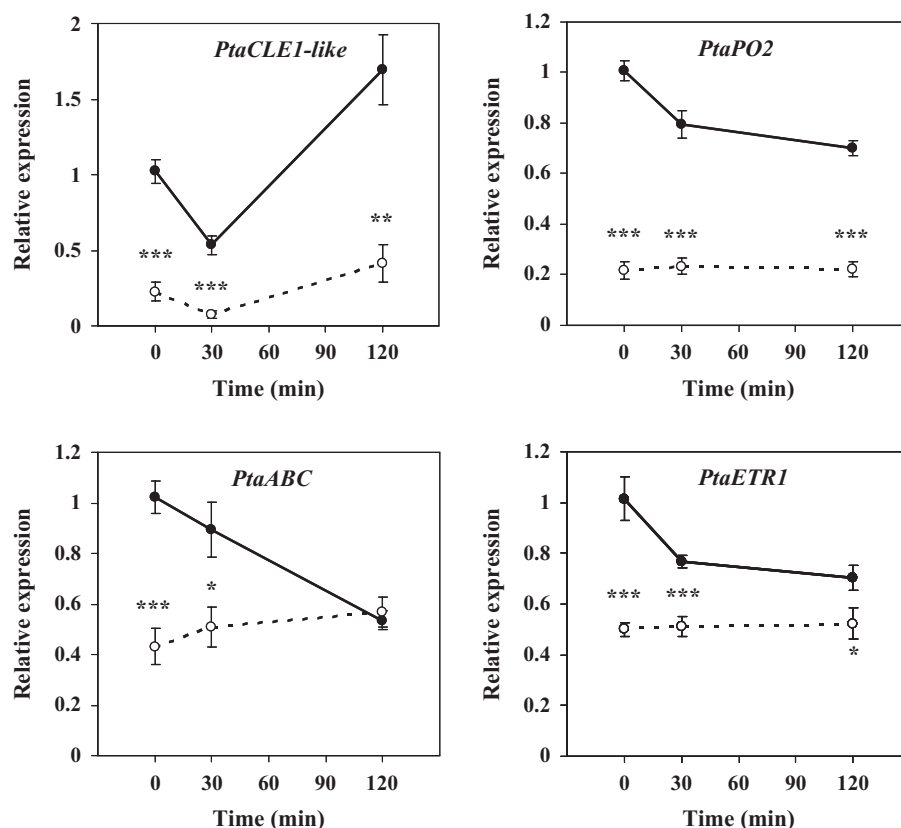 PtaCLE1-like
Relative expression
2
1.5
1
0.5
0
***
***
**
0 30 60 90 120
Time (min)
PtaPO2
Relative expression
1.2
1
0.8
0.6
0.4
0.2
0
*** *** ***
0 30 60 90 120
Time (min)
PtaABC
Relative expression
1.2
1
0.8
0.6
0.4
0.2
0
***
*
0 30 60 90 120
Time (min)
PtaETR1
Relative expression
1.2
1
0.8
0.6
0.4
0.2
0
*** ***
*
0 30 60 90 120
Time (min)